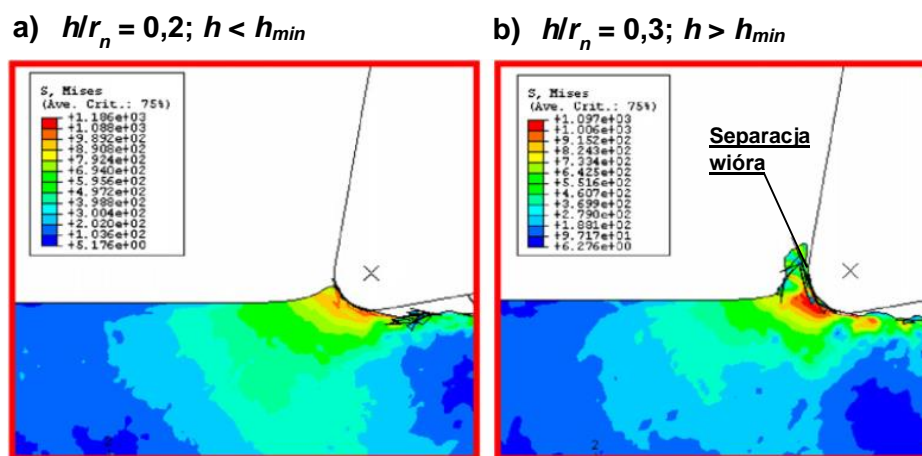 a) h/rn = 0,2; h < hmin
b) h/rn = 0,3; h > hmin
S, Mises
(Ave. Crit.: 75%)
+1.186e+03
+1.088e+03
+9.892e+02
+8.908e+02
+7.924e+02
+6.940e+02
+5.956e+02
+4.972e+02
+3.988e+02
+3.004e+02
+2.020e+02
+1.036e+02
+5.176e+00
S, Mises
(Ave. Crit.: 75%)
+1.097e+03
+1.006e+03
+9.152e+02
+8.243e+02
+7.334e+02
+6.425e+02
+5.516e+02
+4.607e+02
+3.699e+02
+2.790e+02
+1.881e+02
+9.717e+01
+6.276e+00
Separacja
wióra
2